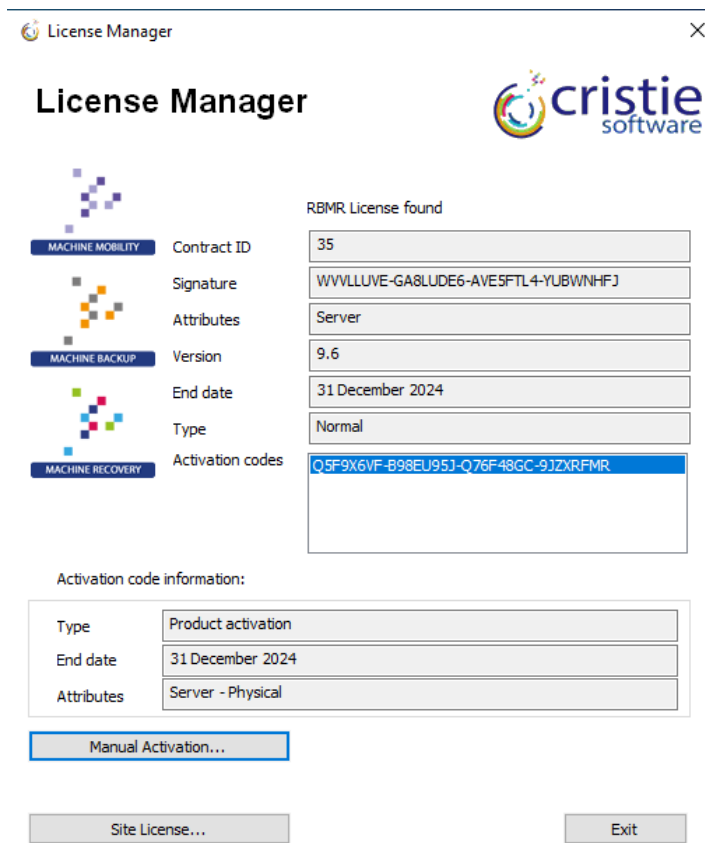 License Manager
License Manager
cristie
software
RBMR License found
MACHINE MOBILITY
Contract ID
35
Signature
WVVLLUVE-GA8LUDE6-AVE5FTL4-YUBWNHFJ
Attributes
Server
MACHINE BACKUP
Version
9.6
End date
31 December 2024
Type
Normal
MACHINE RECOVERY
Activation codes
Q5F9X6VF-B98EU95J-Q76F48GC-9JZXRFMR
Activation code information:
Type
Product activation
End date
31 December 2024
Attributes
Server - Physical
Manual Activation...
Site License...
Exit